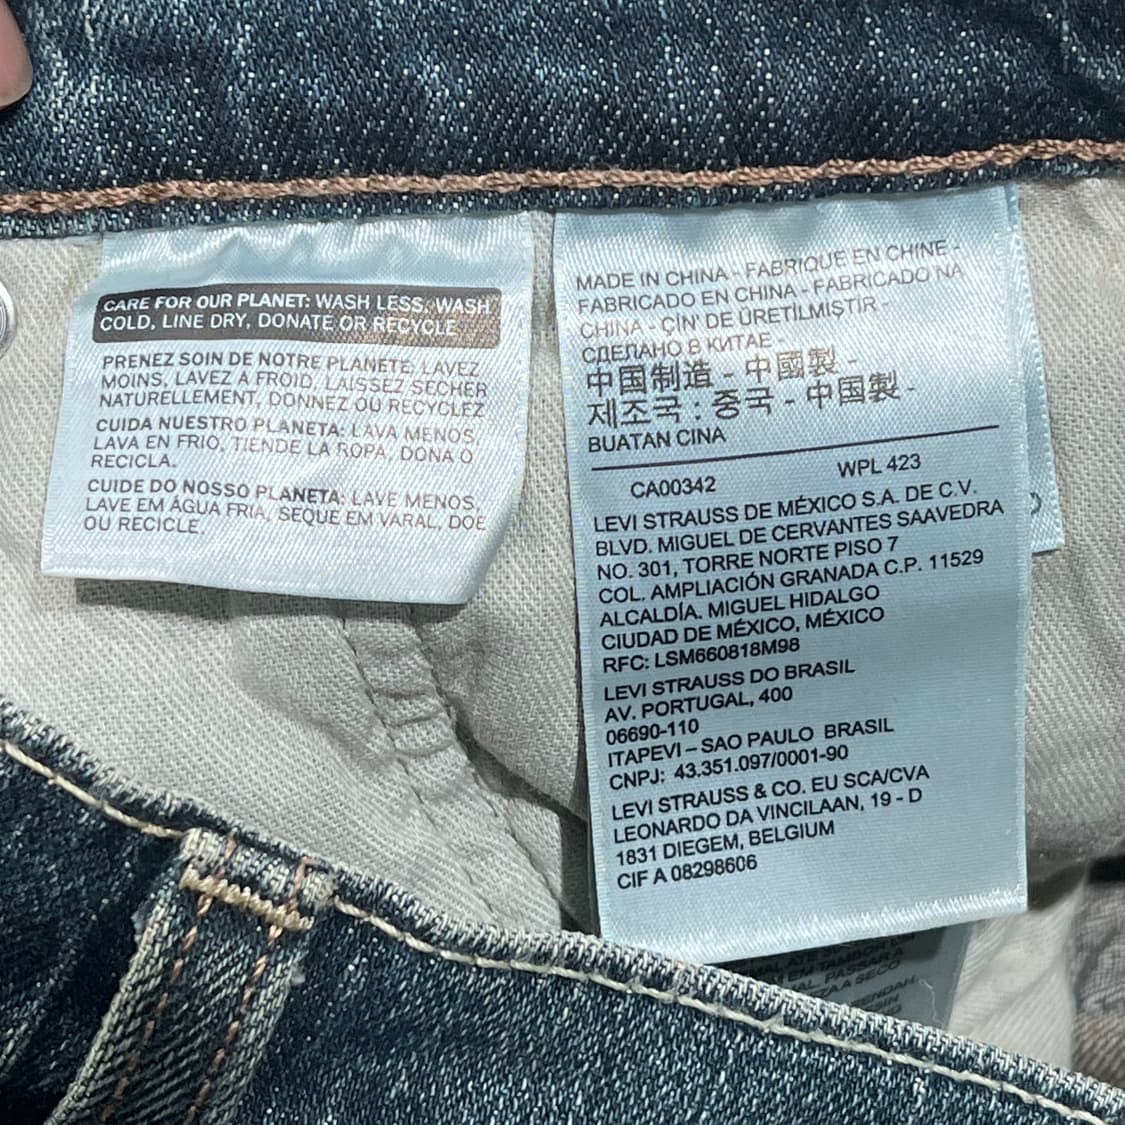 CARE FOR OUR PLANET: WASH LESS, WASH
COLD, LINE DRY, DONATE OR RECYCLE
PRENEZ SOIN DE NOTRE PLANETE: LAVEZ
MOINS, LAVEZ A FROID, LAISSEZ SECHER
NATURELLEMENT, DONNEZ OU RECYCLEZ
CUIDA NUESTRO PLANETA: LAVA MENOS,
LAVA EN FRIO, TIENDE LA ROPA, DONA O
RECICLA.
CUIDE DO NOSSO PLANETA: LAVE MENOS,
LAVE EM ÁGUA FRIA, SEQUE EM VARAL, DOE
OU RECICLE.
MADE IN CHINA - FABRIQUE EN CHINE -
FABRICADO EN CHINA - FABRICADO NA
CHINA - ÇİN' DE ÜRETİLMİŞTİR -
СДЕЛАНО В КИТАЕ -
中国制造 - 中國製 -
제조국 : 중국 - 中国製 -
BUATAN CINA
CA00342 WPL 423
LEVI STRAUSS DE MÉXICO S.A. DE C.V.
BLVD. MIGUEL DE CERVANTES SAAVEDRA
NO. 301, TORRE NORTE PISO 7
COL. AMPLIACIÓN GRANADA C.P. 11529
ALCALDÍA. MIGUEL HIDALGO
CIUDAD DE MÉXICO, MÉXICO
RFC: LSM660818M98
LEVI STRAUSS DO BRASIL
AV. PORTUGAL, 400
06690-110
ITAPEVI – SAO PAULO BRASIL
CNPJ: 43.351.097/0001-90
LEVI STRAUSS & CO. EU SCA/CVA
LEONARDO DA VINCILAAN, 19 - D
1831 DIEGEM, BELGIUM
CIF A 08298606
PASSAR A
A SECO